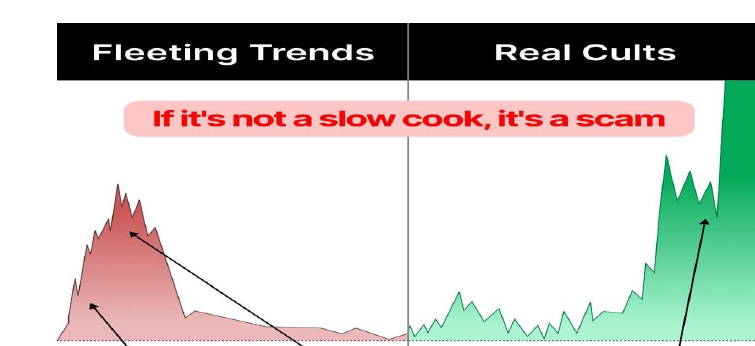 Fleeting Trends
Real Cults
If it's not a slow cook, it's a scam